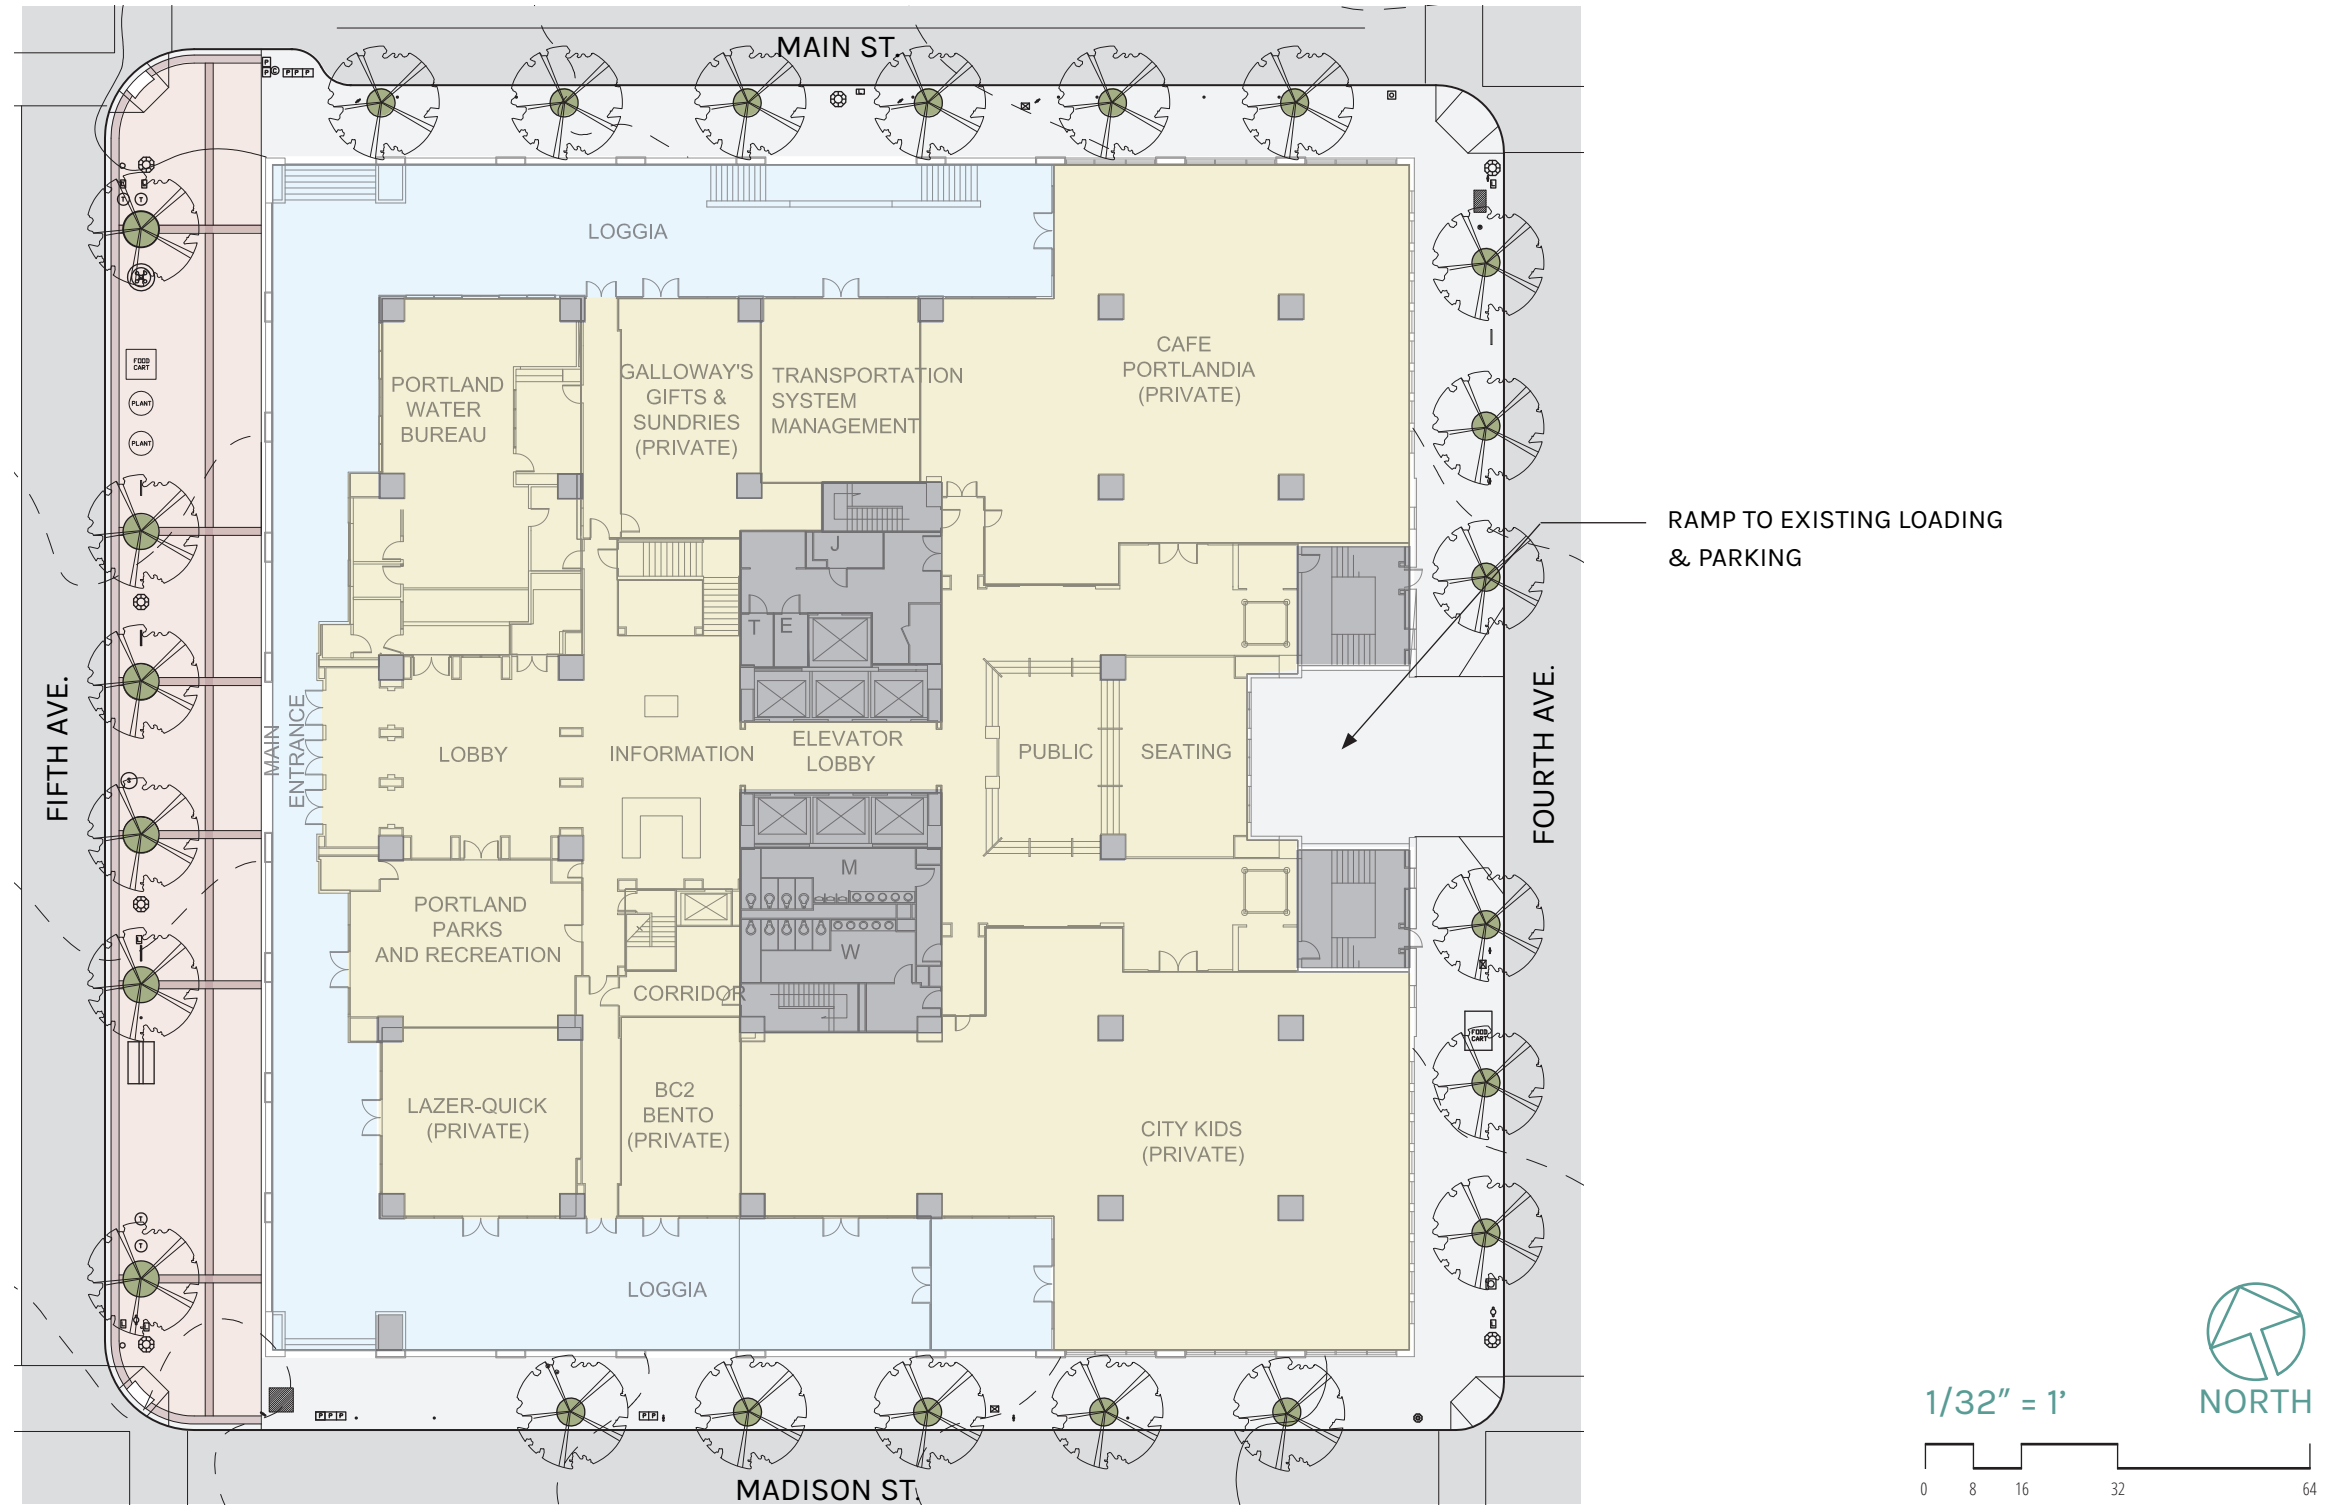 MAIN ST.
P
P C P P P
L
L L
T T
L
LOGGIA
FOOD
CART
PLANT
PLANT
PORTLAND
WATER
BUREAU
GALLOWAY'S
GIFTS &
SUNDRIES
(PRIVATE)
TRANSPORTATION
SYSTEM
MANAGEMENT
CAFE
PORTLANDIA
(PRIVATE)
RAMP TO EXISTING LOADING
& PARKING
J
T E
FIFTH AVE.
MAIN
ENTRANCE
LOBBY
INFORMATION
ELEVATOR
LOBBY
PUBLIC
SEATING
FOURTH AVE.
S
M
W
PORTLAND
PARKS
AND RECREATION
CORRIDOR
L
FOOD
CART
LAZER-QUICK
(PRIVATE)
BC2
BENTO
(PRIVATE)
CITY KIDS
(PRIVATE)
T
T
LOGGIA
L L
L
P P P
P P
MADISON ST.
NORTH
1/32" = 1'
0 8 16 32 64